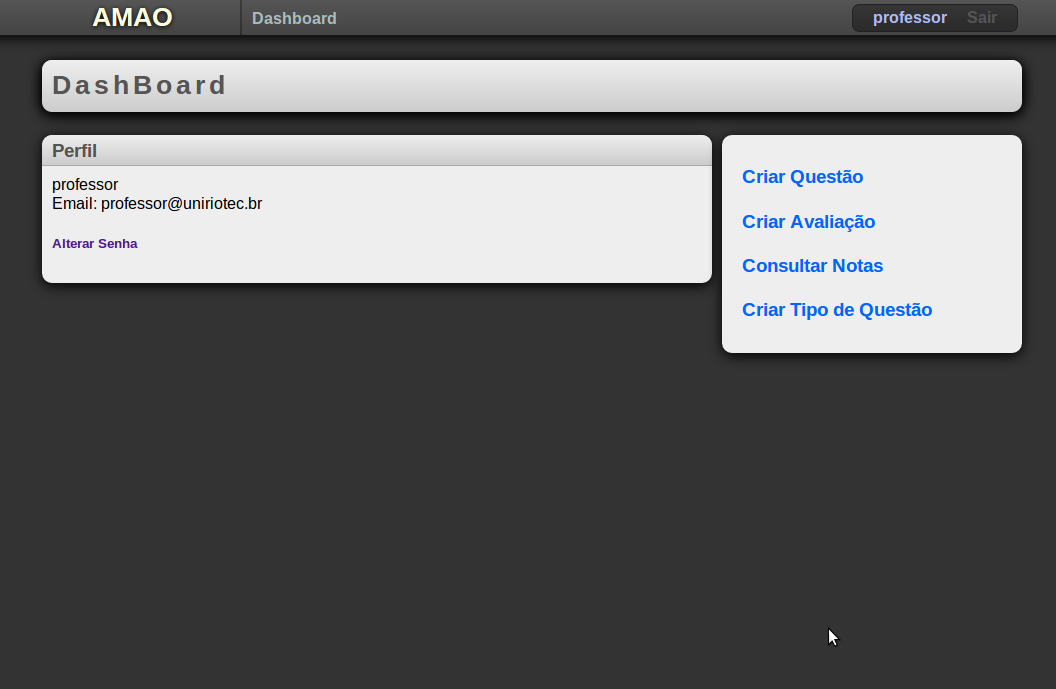 AMAO
Dashboard
professor Sair
DashBoard
Perfil
professor
Email: professor@uniriotec.br
Alterar Senha
Criar Questão
Criar Avaliação
Consultar Notas
Criar Tipo de Questão